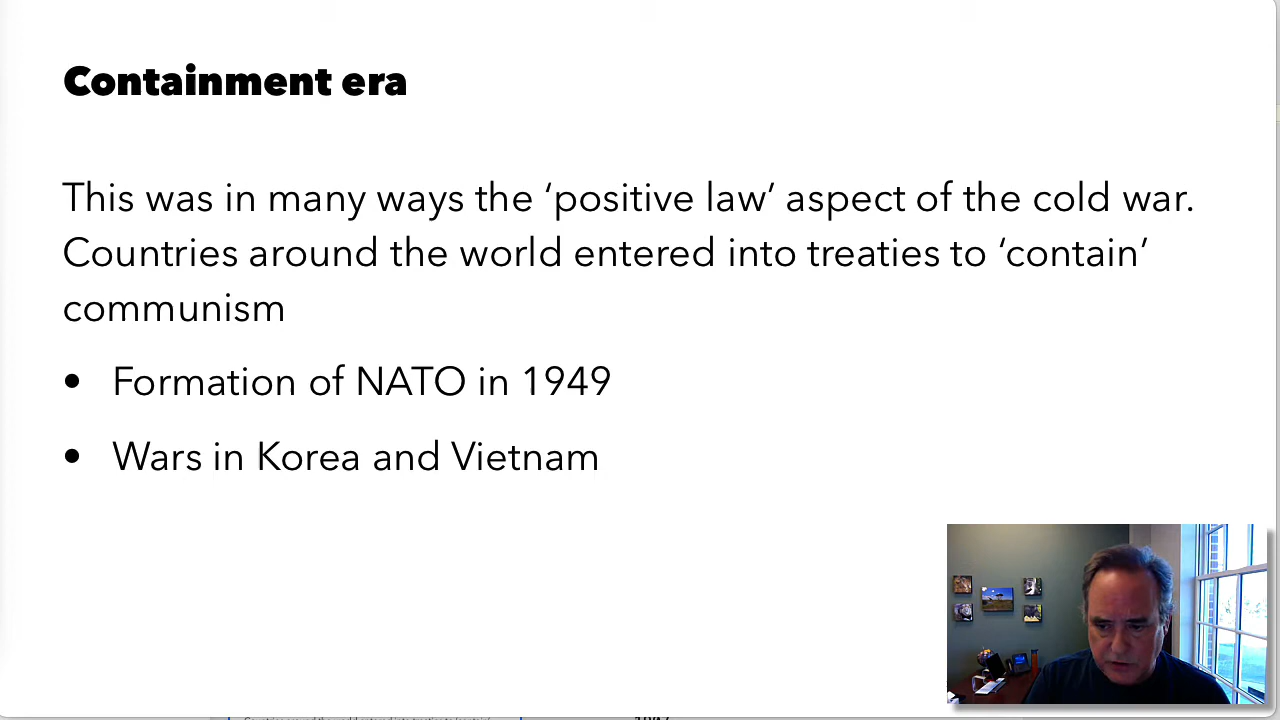 Containment era
This was in many ways the ‘positive law’ aspect of the cold war.
Countries around the world entered into treaties to ‘contain’
communism
• Formation of NATO in 1949
• Wars in Korea and Vietnam